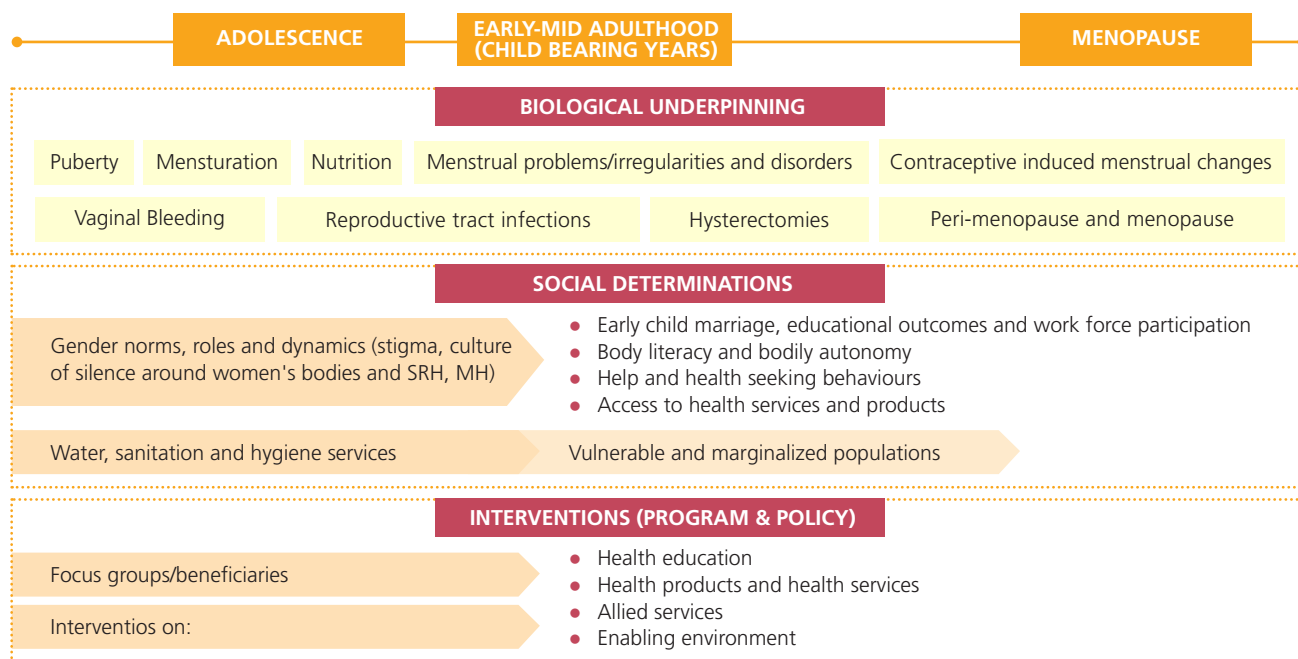 ADOLESCENCE
EARLY-MID ADULTHOOD
(CHILD BEARING YEARS)
MENOPAUSE
BIOLOGICAL UNDERPINNING
Puberty
Mensturation
Nutrition
Menstrual problems/irregularities and disorders
Contraceptive induced menstrual changes
Vaginal Bleeding
Reproductive tract infections
Hysterectomies
Peri-menopause and menopause
SOCIAL DETERMINATIONS
Gender norms, roles and dynamics (stigma, culture
of silence around women's bodies and SRH, MH)
• Early child marriage, educational outcomes and work force participation
• Body literacy and bodily autonomy
• Help and health seeking behaviours
• Access to health services and products
Water, sanitation and hygiene services
Vulnerable and marginalized populations
INTERVENTIONS (PROGRAM & POLICY)
Focus groups/beneficiaries
Interventios on:
• Health education
• Health products and health services
• Allied services
• Enabling environment